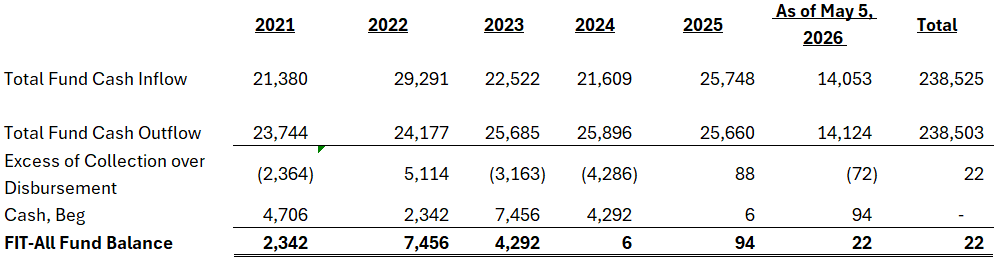 2021 2022 2023 2024 2025 As of May 5, 2026 Total
Total Fund Cash Inflow 21,380 29,291 22,522 21,609 25,748 14,053 238,525
Total Fund Cash Outflow 23,744 24,177 25,685 25,896 25,660 14,124 238,503
Excess of Collection over
Disbursement (2,364) 5,114 (3,163) (4,286) 88 (72) 22
Cash, Beg 4,706 2,342 7,456 4,292 6 94 -
FIT-All Fund Balance 2,342 7,456 4,292 6 94 22 22